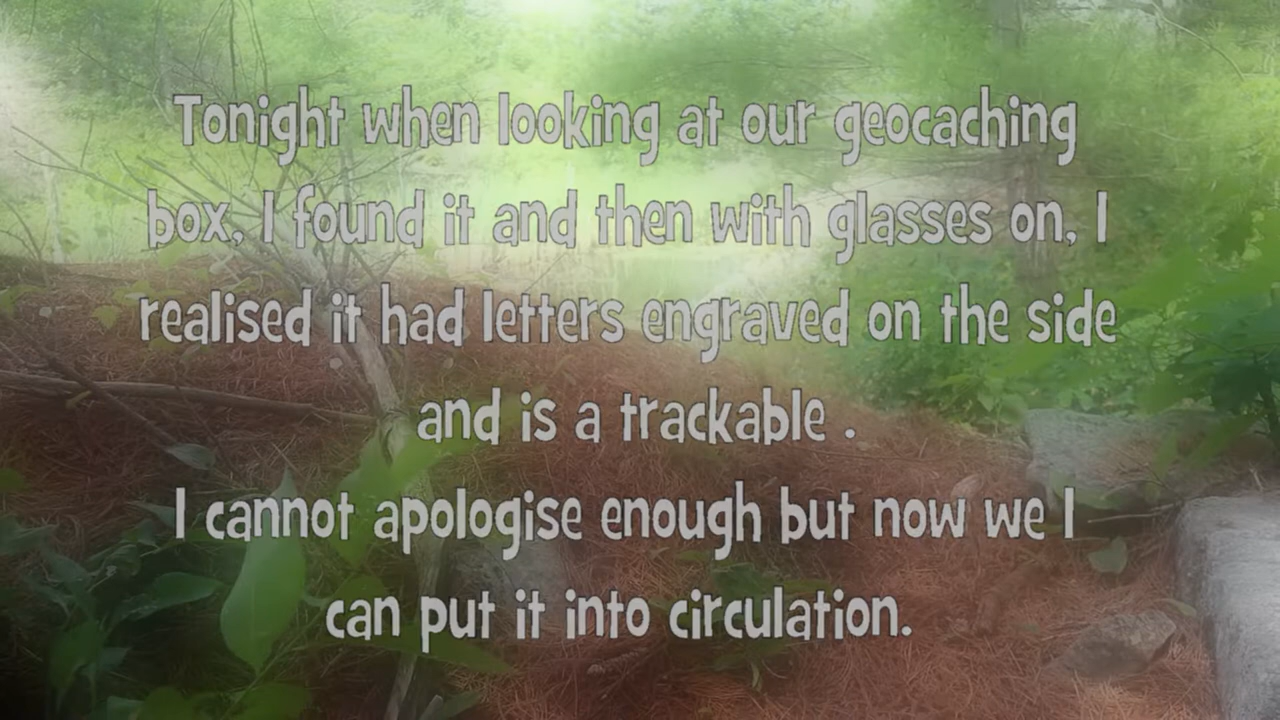 Tonight when looking at our geocaching
box, I found it and then with glasses on, I
realised it had letters engraved on the side
and is a trackable .
I cannot apologise enough but now we I
can put it into circulation.